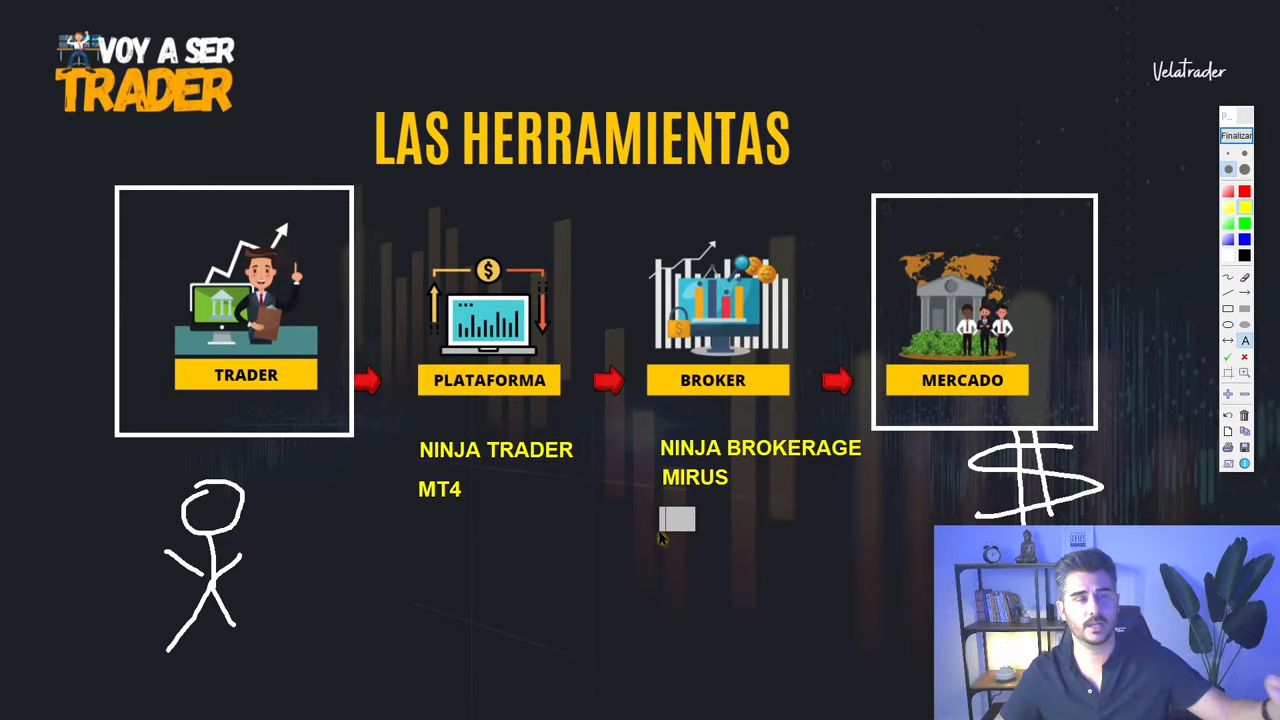 VOY A SER
TRADER
Velatrader
P...
Finalizar
LAS HERRAMIENTAS
TRADER
PLATAFORMA
BROKER
MERCADO
NINJA TRADER
MT4
NINJA BROKERAGE
MIRUS
A